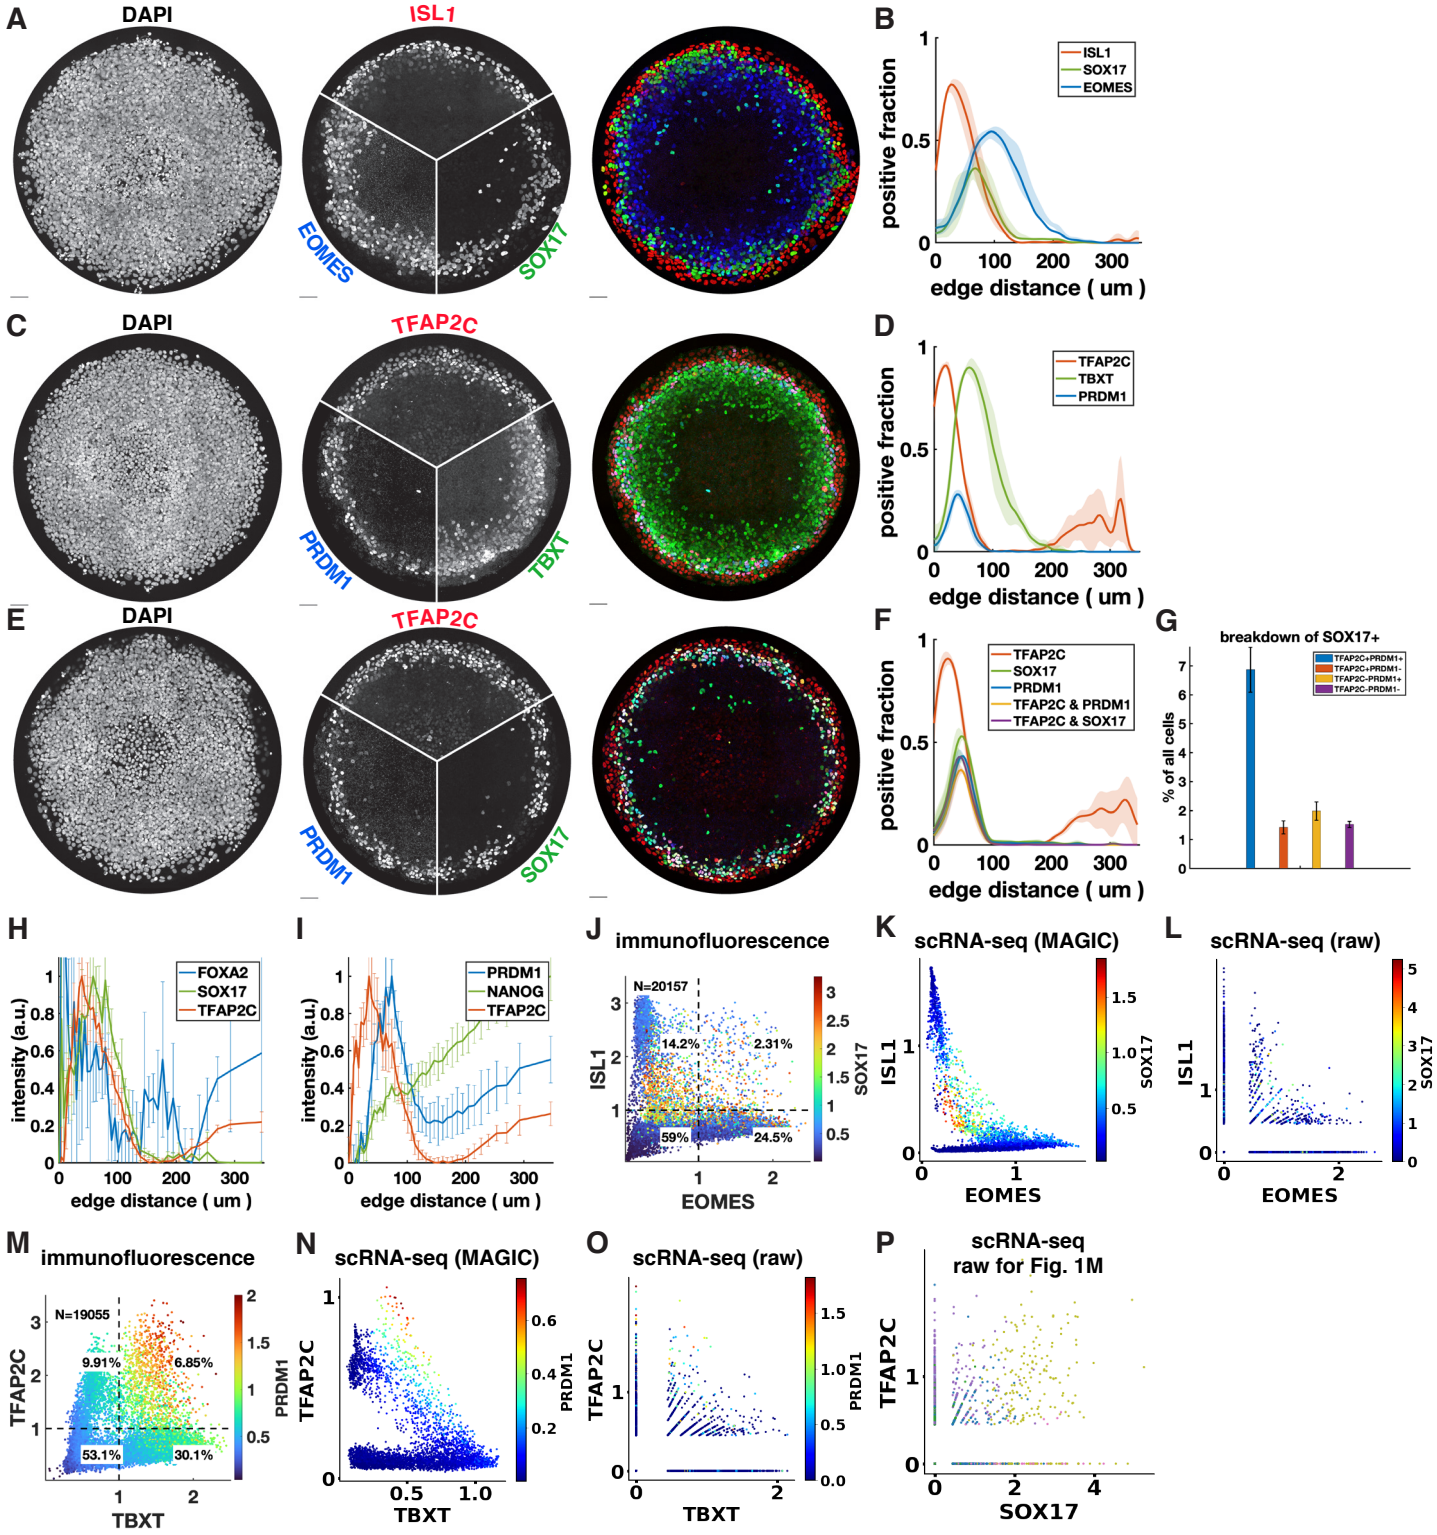 A
DAPI
ISL1
EOMES
SOX17
B
ISL1
SOX17
EOMES
positive fraction
1
0.5
0
0
100
200
300
edge distance ( um )
C
DAPI
TFAP2C
PRDM1
TBXT
D
TFAP2C
TBXT
PRDM1
positive fraction
1
0.5
0
0
100
200
300
edge distance ( um )
E
DAPI
TFAP2C
PRDM1
SOX17
F
TFAP2C
SOX17
PRDM1
TFAP2C & PRDM1
TFAP2C & SOX17
positive fraction
1
0.5
0
0
100
200
300
edge distance ( um )
G
breakdown of SOX17+
TFAP2C+PRDM1+
TFAP2C+PRDM1-
TFAP2C-PRDM1+
TFAP2C-PRDM1-
% of all cells
7
6
5
4
3
2
1
0
H
FOXA2
SOX17
TFAP2C
intensity (a.u.)
1
0.8
0.6
0.4
0.2
0
0
100
200
300
edge distance ( um )
I
PRDM1
NANOG
TFAP2C
intensity (a.u.)
1
0.8
0.6
0.4
0.2
0
0
100
200
300
edge distance ( um )
J
immunofluorescence
N=20157
14.2%
2.31%
59%
24.5%
ISL1
3
2
1
1
2
EOMES
3
2.5
2
1.5
1
0.5
SOX17
K
scRNA-seq (MAGIC)
ISL1
1
0
0
1
EOMES
1.5
1.0
0.5
SOX17
L
scRNA-seq (raw)
ISL1
1
0
0
2
EOMES
5
4
3
2
1
0
SOX17
M
immunofluorescence
N=19055
9.91%
6.85%
53.1%
30.1%
TFAP2C
3
2
1
1
2
TBXT
2
1.5
1
0.5
PRDM1
N
scRNA-seq (MAGIC)
TFAP2C
1
0
0.5
1.0
TBXT
0.6
0.4
0.2
PRDM1
O
scRNA-seq (raw)
TFAP2C
1
0
0
2
TBXT
1.5
1.0
0.5
0.0
PRDM1
P
scRNA-seq
raw for Fig. 1M
TFAP2C
1
0
0
2
4
SOX17